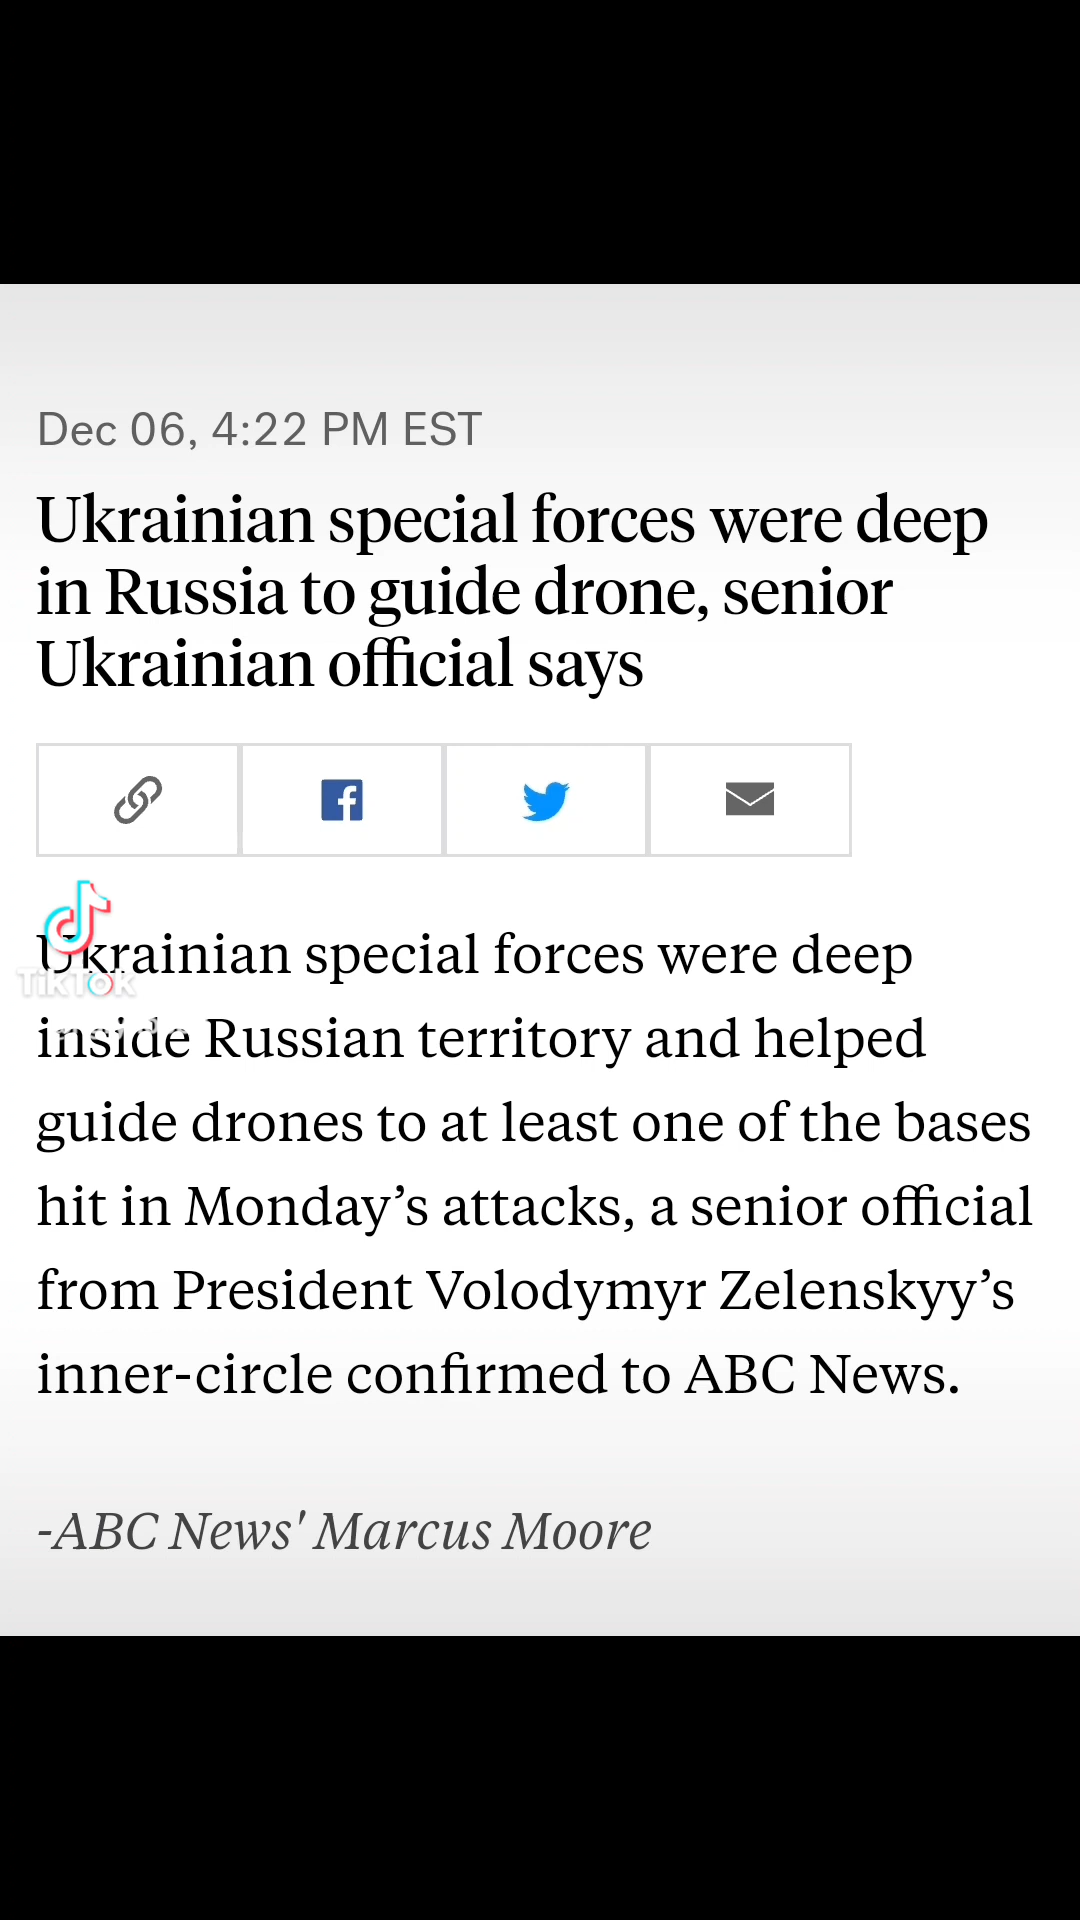 Dec 06, 4:22 PM EST
Ukrainian special forces were deep
in Russia to guide drone, senior
Ukrainian official says
TikTok
Ukrainian special forces were deep
inside Russian territory and helped
guide drones to at least one of the bases
hit in Monday’s attacks, a senior official
from President Volodymyr Zelenskyy’s
inner-circle confirmed to ABC News.
-ABC News' Marcus Moore